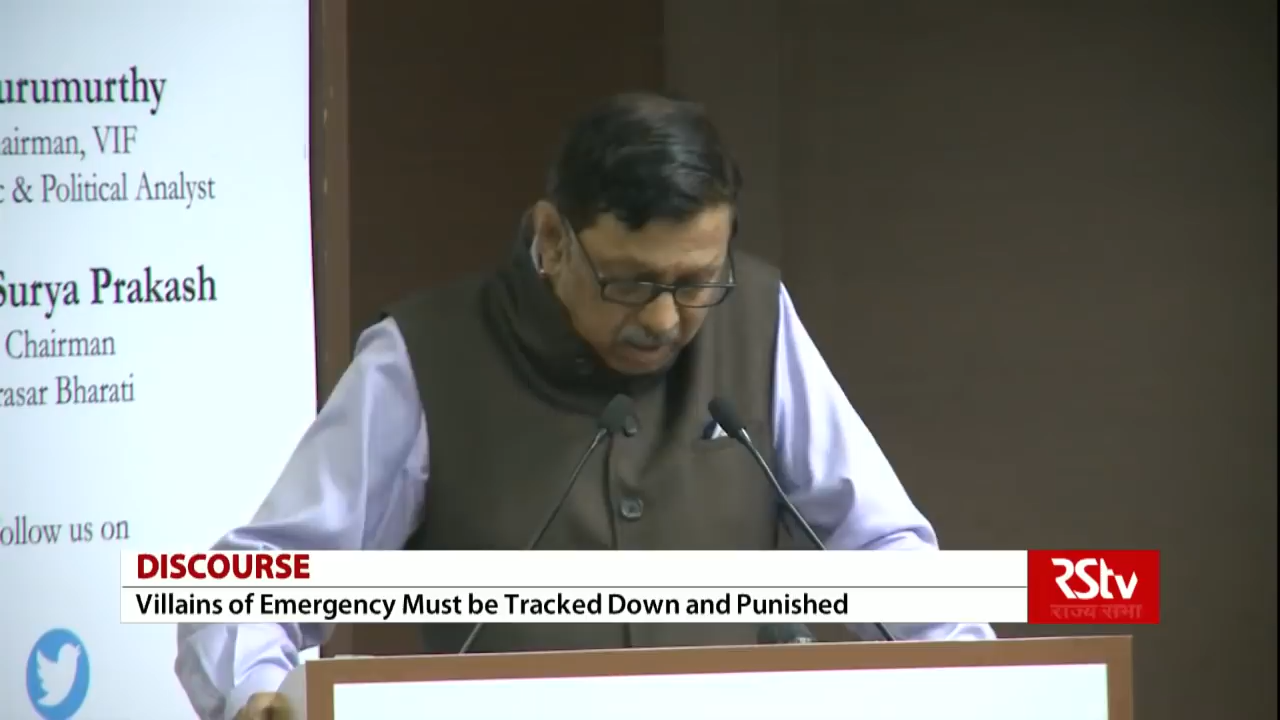 urumurthy
airman, VIF
c & Political Analyst
Surya Prakash
Chairman
rasar Bharati
ollow us on
DISCOURSE
Villains of Emergency Must be Tracked Down and Punished
RStv
राज्य सभा